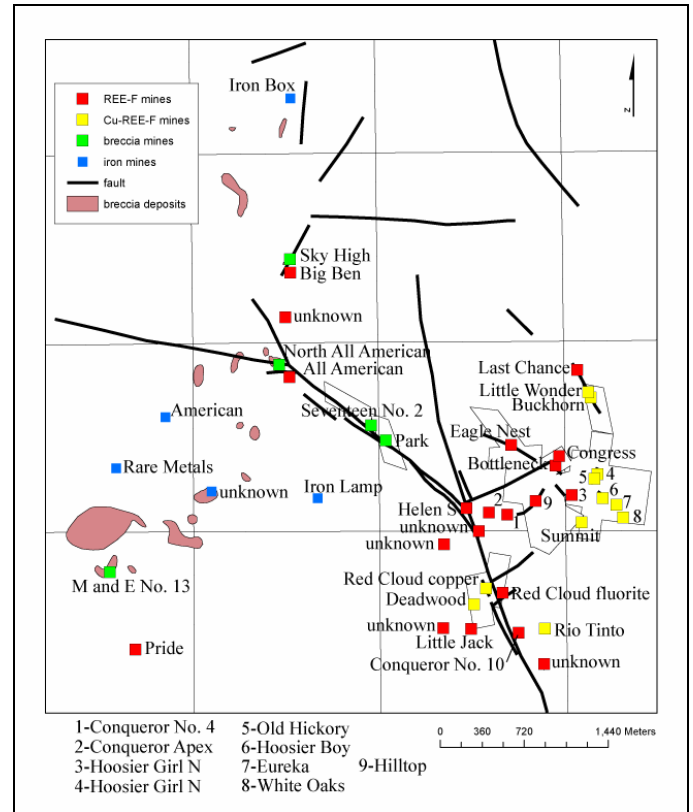 Iron Box
REE-F mines
Cu-REE-F mines
breccia mines
iron mines
fault
breccia deposits
N
Sky High
Big Ben
unknown
North All American
All American
Last Chance
Little Wonder
Buckhorn
American
Seventeen No. 2
Park
Eagle Nest
Congress
Bottleneck
Rare Metals
unknown
Iron Lamp
5
4
3
6
7
8
9
2
1
Helen S
unknown
unknown
Summit
M and E No. 13
Red Cloud copper
Deadwood
Red Cloud fluorite
unknown
Little Jack
Rio Tinto
Pride
Conqueror No. 10
unknown
1-Conqueror No. 4
2-Conqueror Apex
3-Hoosier Girl N
4-Hoosier Girl N
5-Old Hickory
6-Hoosier Boy
7-Eureka
8-White Oaks
9-Hilltop
0 360 720 1,440 Meters